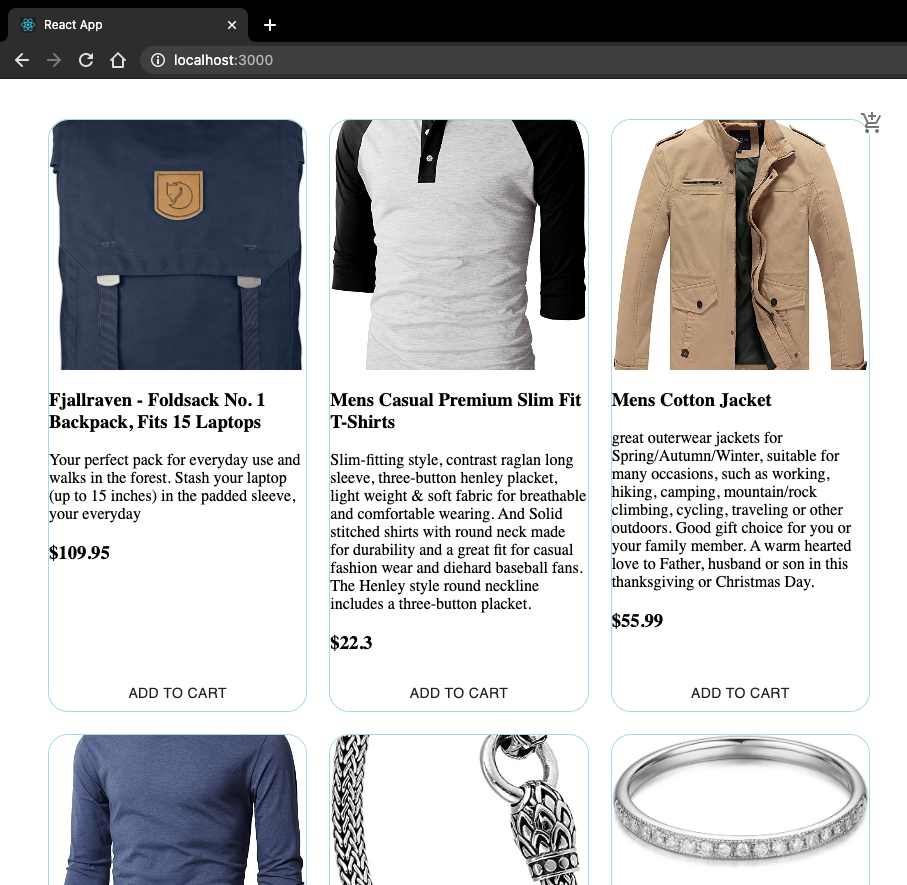 React App
localhost:3000
Fjallraven - Foldsack No. 1
Backpack, Fits 15 Laptops
Your perfect pack for everyday use and
walks in the forest. Stash your laptop
(up to 15 inches) in the padded sleeve,
your everyday
$109.95
ADD TO CART
Mens Casual Premium Slim Fit
T-Shirts
Slim-fitting style, contrast raglan long
sleeve, three-button henley placket,
light weight & soft fabric for breathable
and comfortable wearing. And Solid
stitched shirts with round neck made
for durability and a great fit for casual
fashion wear and diehard baseball fans.
The Henley style round neckline
includes a three-button placket.
$22.3
ADD TO CART
Mens Cotton Jacket
great outerwear jackets for
Spring/Autumn/Winter, suitable for
many occasions, such as working,
hiking, camping, mountain/rock
climbing, cycling, traveling or other
outdoors. Good gift choice for you or
your family member. A warm hearted
love to Father, husband or son in this
thanksgiving or Christmas Day.
$55.99
ADD TO CART